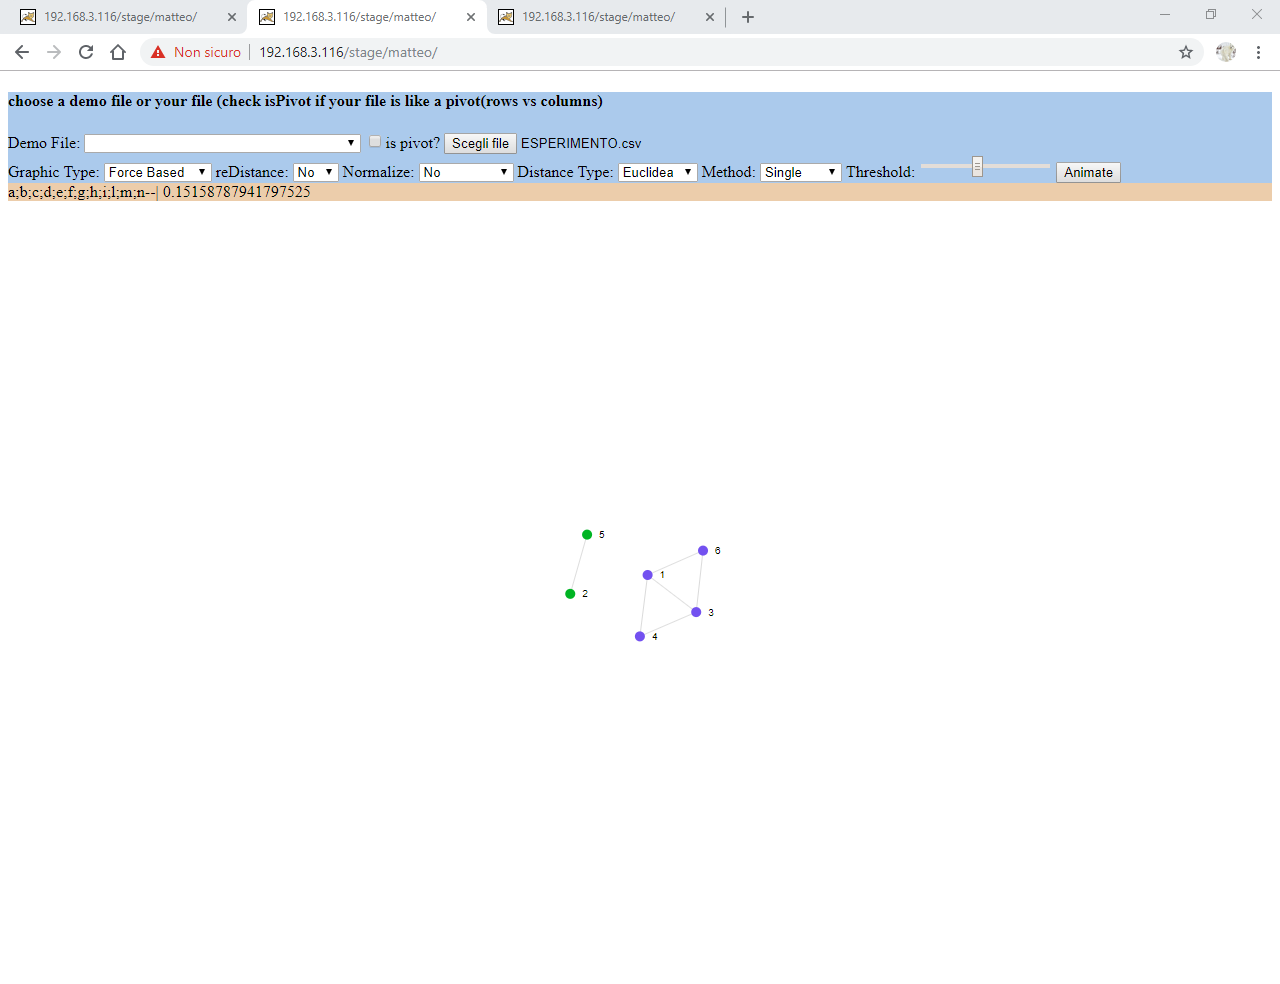 192.168.3.116/stage/matteo/ 192.168.3.116/stage/matteo/ 192.168.3.116/stage/matteo/
Non sicuro 192.168.3.116/stage/matteo/
choose a demo file or your file (check isPivot if your file is like a pivot(rows vs columns)
Demo File: is pivot? Scegli file ESPERIMENTO.csv
Graphic Type: Force Based reDistance: No Normalize: No Distance Type: Euclidea Method: Single Threshold: Animate
a;b;c;d;e;f;g;h;i;l;m;n--| 0.15158787941797525
5
6
1
2
3
4